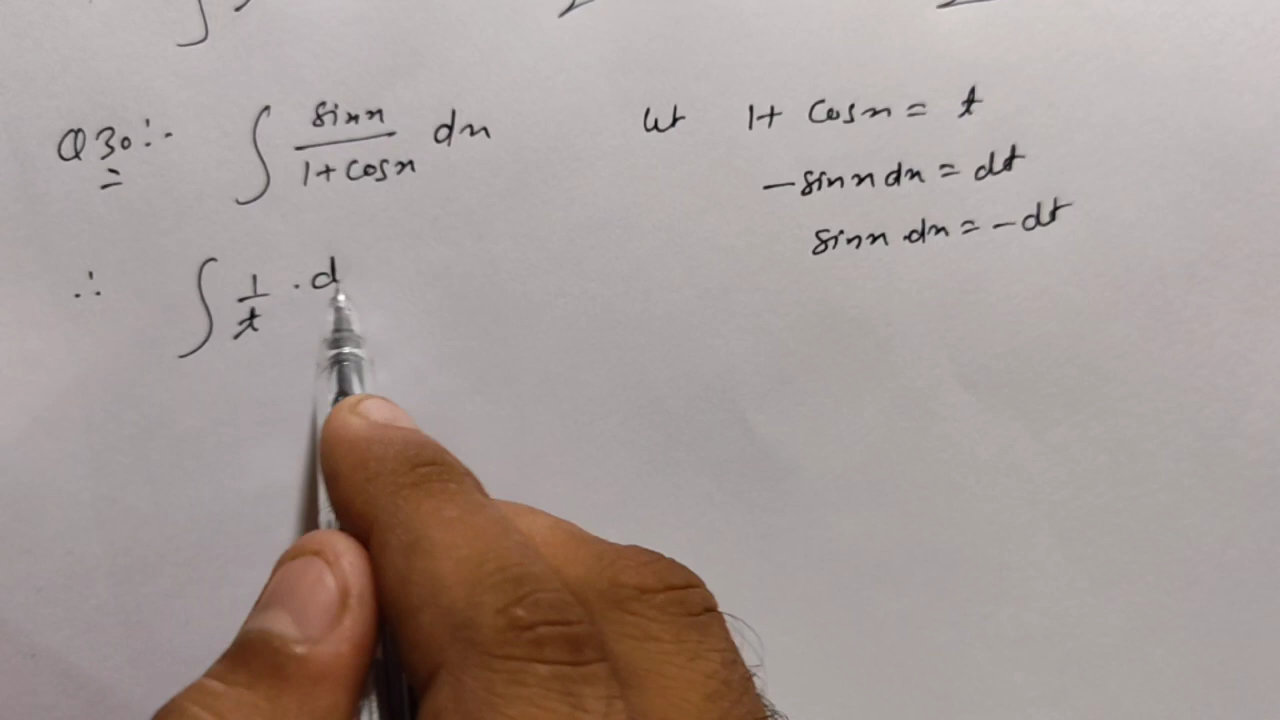 Q30:- ∫ sinx/1+cosx dx let 1+ cosx = t
-sinx dx = dt
sinx .dx = -dt
∴ ∫ 1/t . d